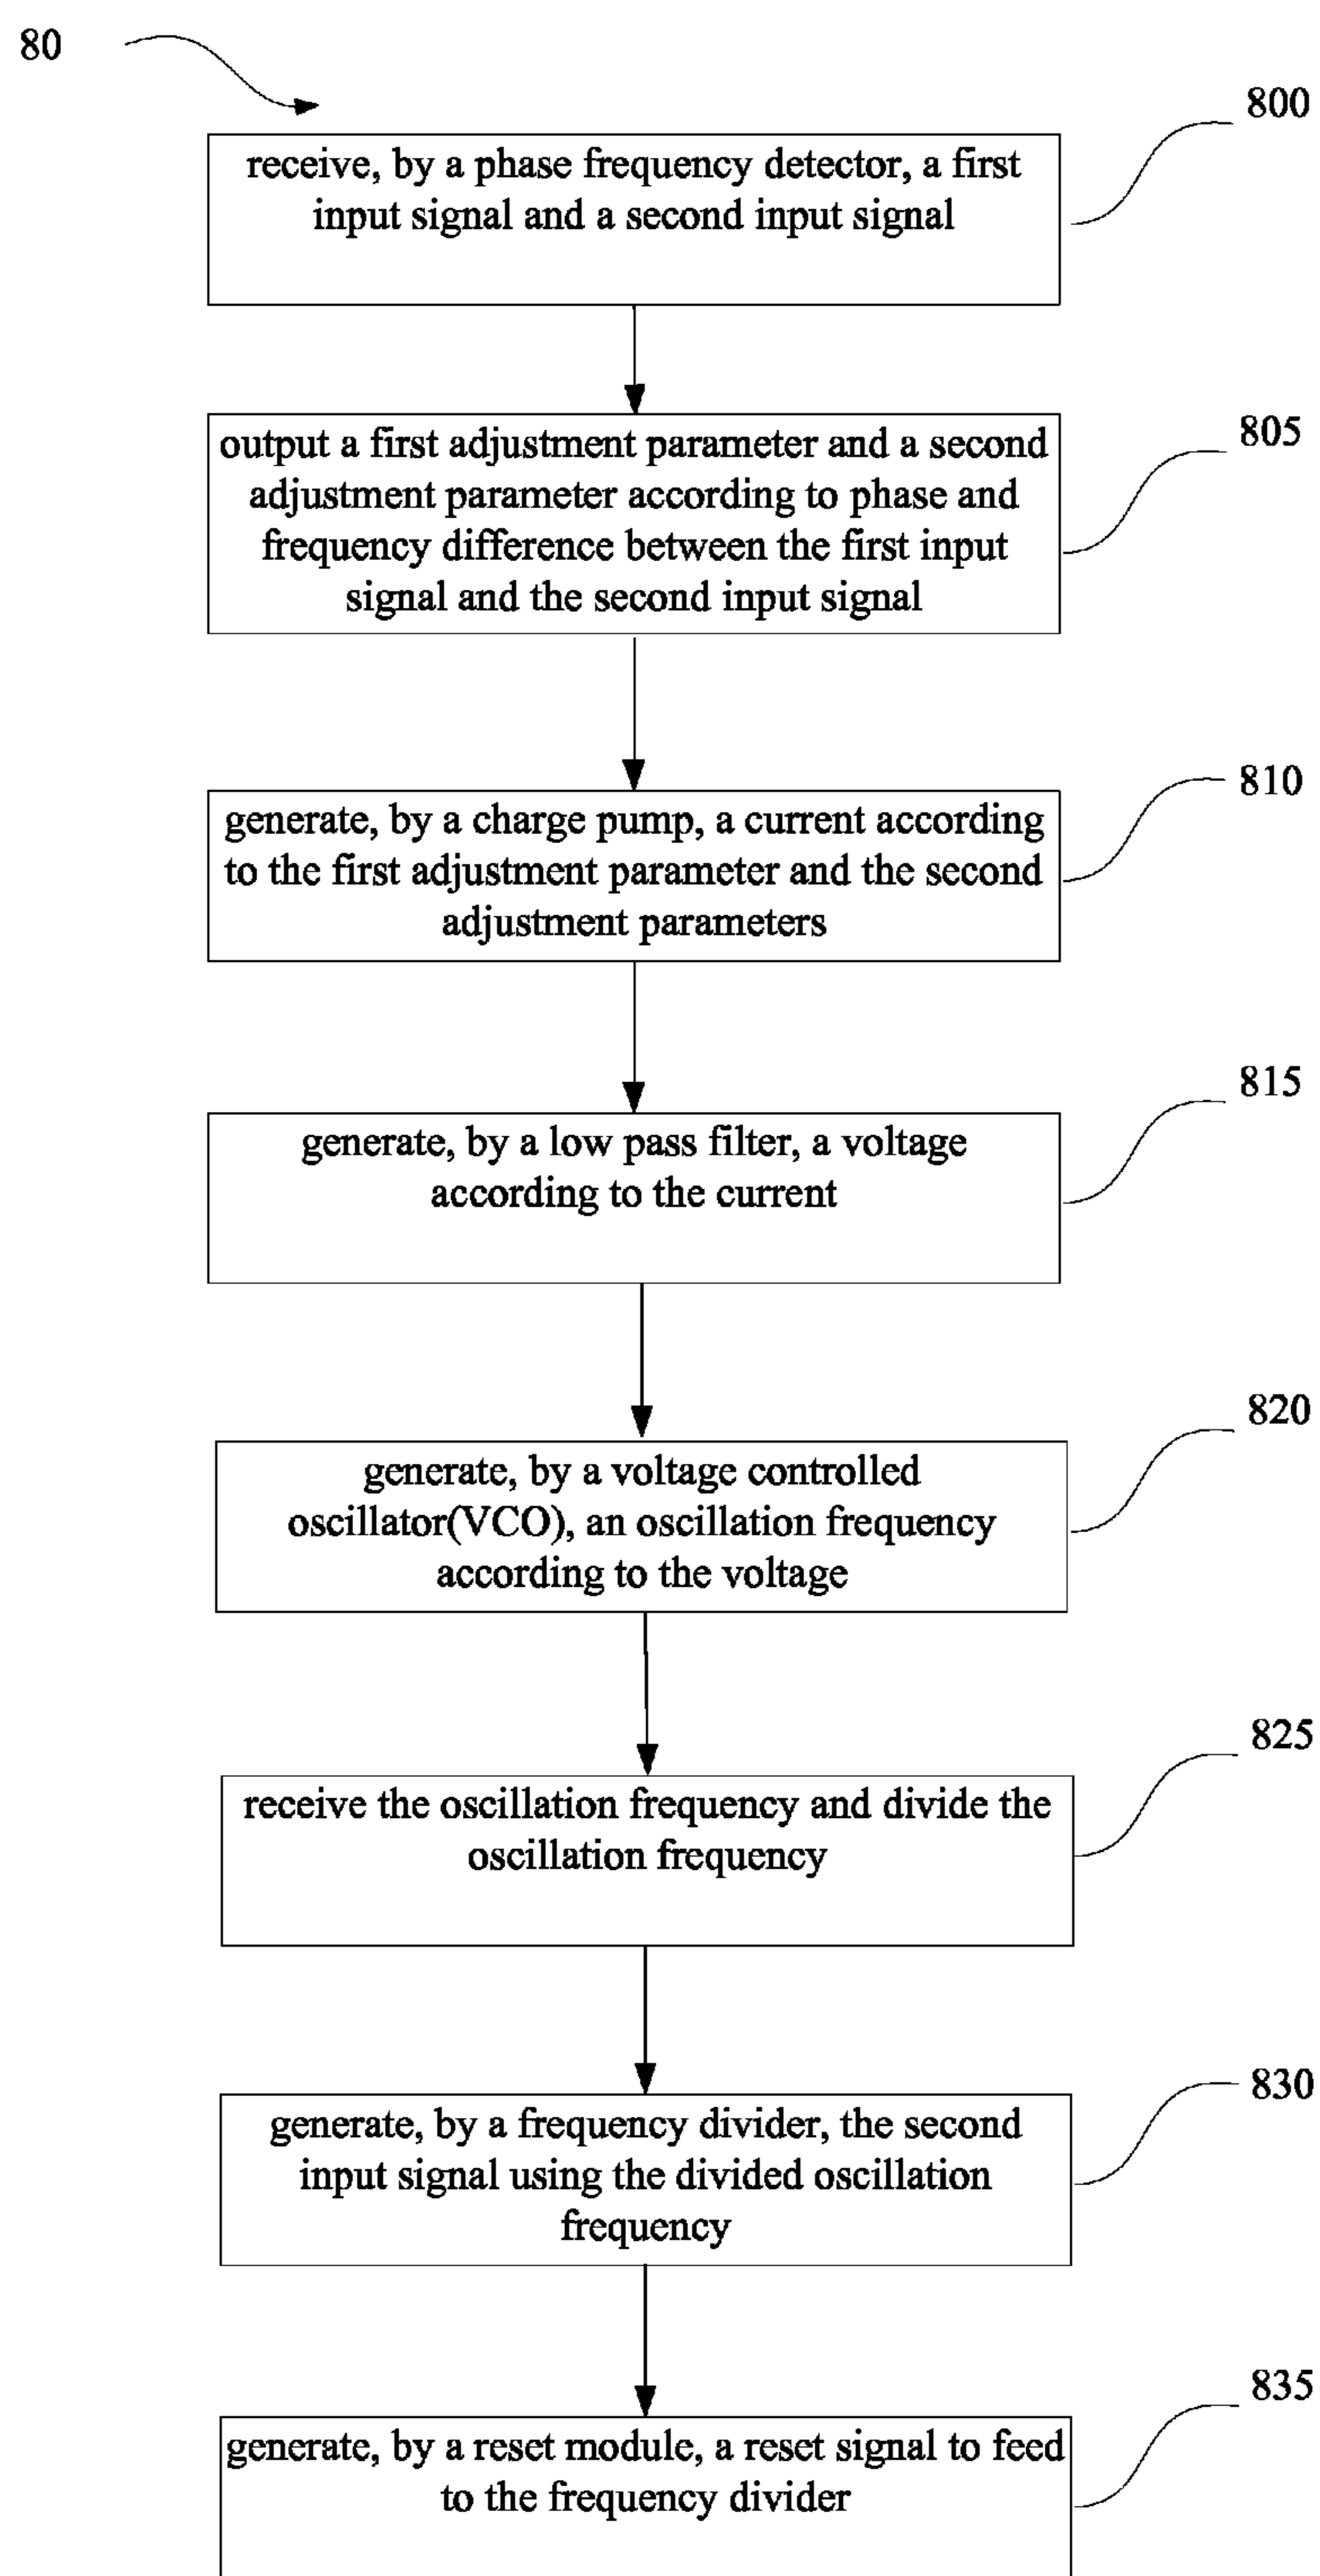 80
800
receive, by a phase frequency detector, a first
input signal and a second input signal
805
output a first adjustment parameter and a second
adjustment parameter according to phase and
frequency difference between the first input
signal and the second input signal
810
generate, by a charge pump, a current according
to the first adjustment parameter and the second
adjustment parameters
815
generate, by a low pass filter, a voltage
according to the current
820
generate, by a voltage controlled
oscillator(VCO), an oscillation frequency
according to the voltage
825
receive the oscillation frequency and divide the
oscillation frequency
830
generate, by a frequency divider, the second
input signal using the divided oscillation
frequency
835
generate, by a reset module, a reset signal to feed
to the frequency divider